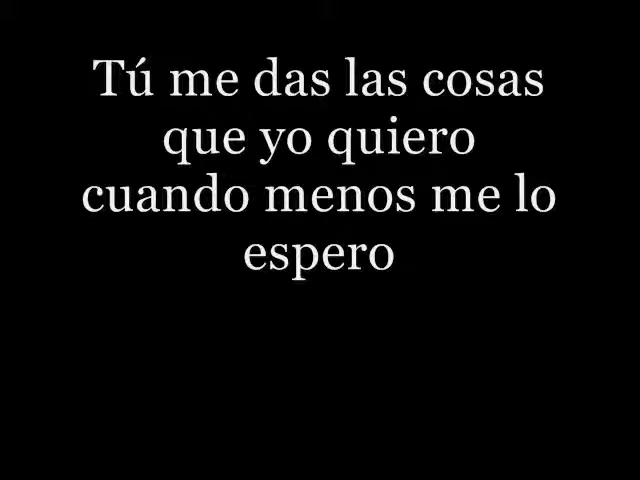 Tú me das las cosas
que yo quiero
cuando menos me lo
espero